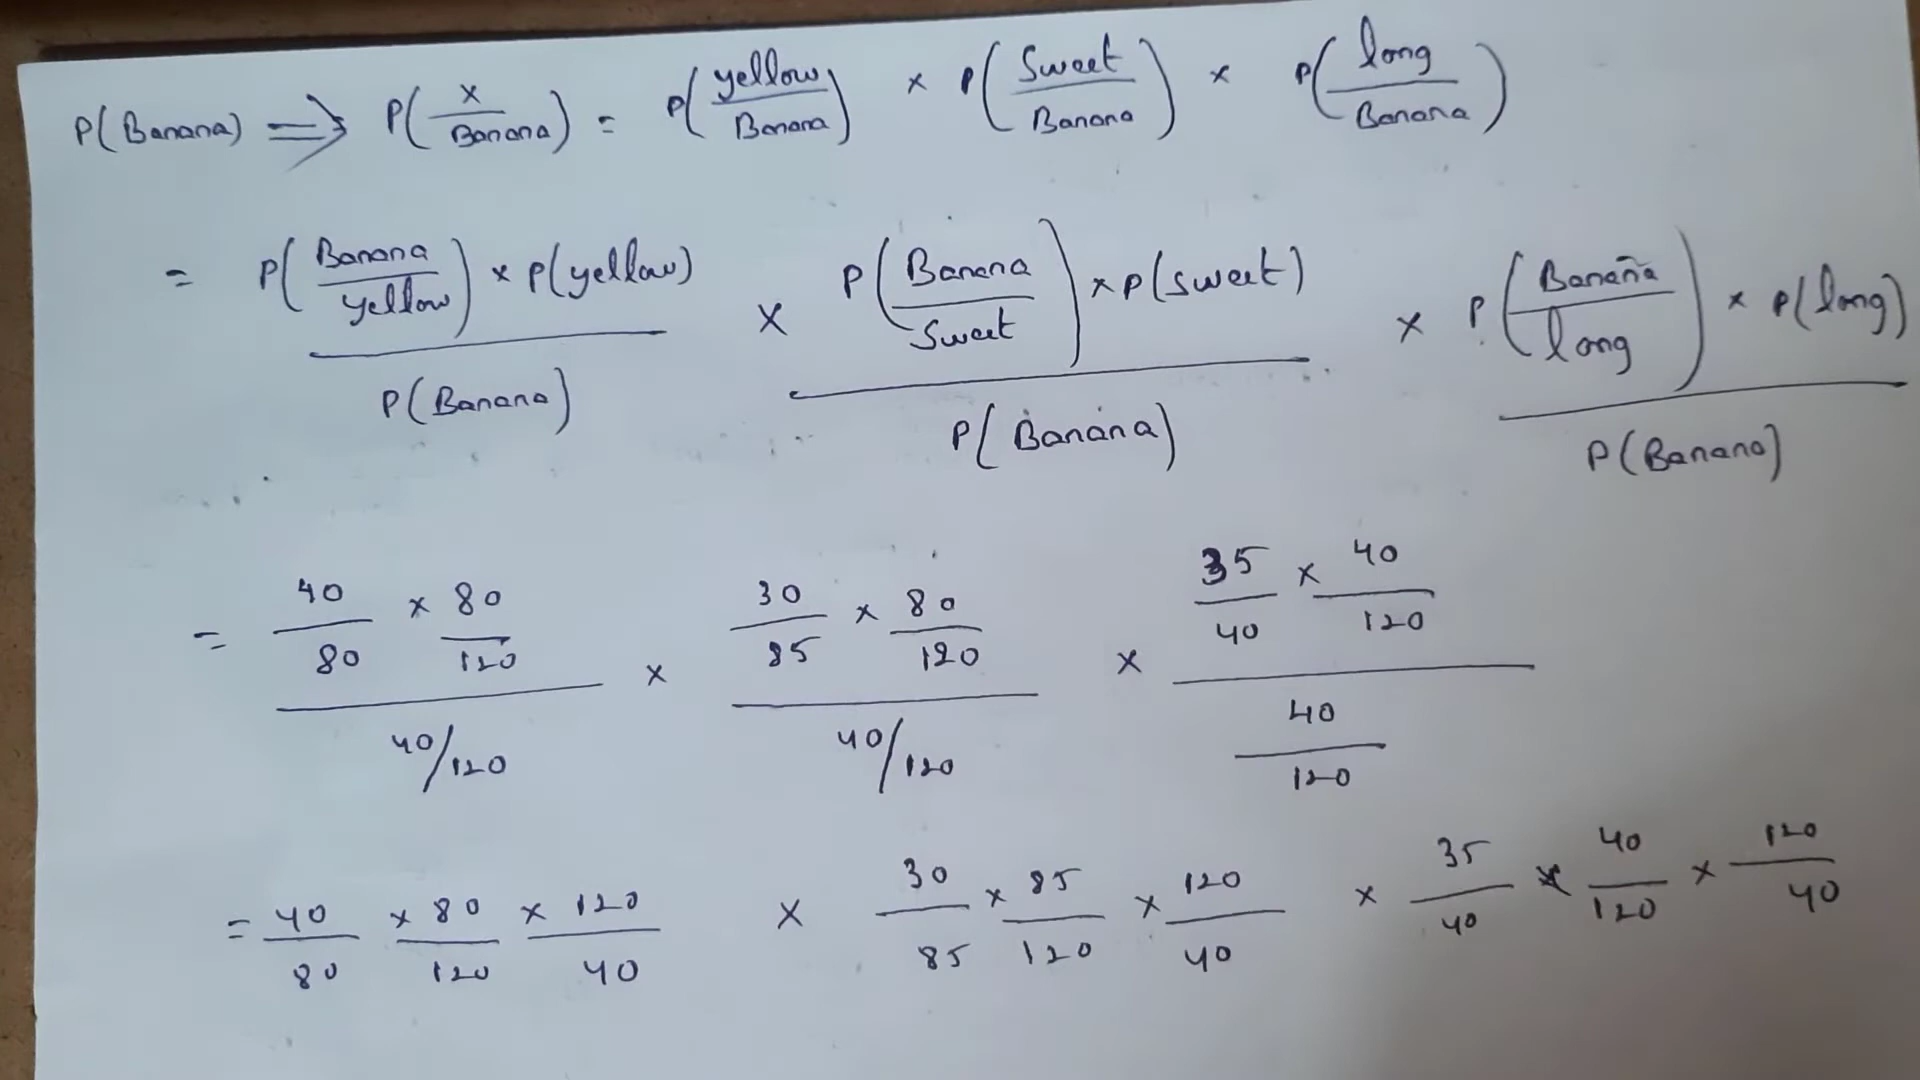 P(Banana) ⇒ P(x/Banana) = P(yellow/Banana) × P(Sweet/Banana) × P(long/Banana)
= P(Banana/yellow) × P(yellow) / P(Banana) × P(Banana/Sweet) × P(Sweet) / P(Banana) × P(Banana/long) × P(long) / P(Banana)
= 40/80 × 80/120 / 40/120 × 30/85 × 80/120 / 40/120 × 35/40 × 40/120 / 40/120
= 40/80 × 80/120 × 120/40 × 30/85 × 85/120 × 120/40 × 35/40 × 40/120 × 120/40